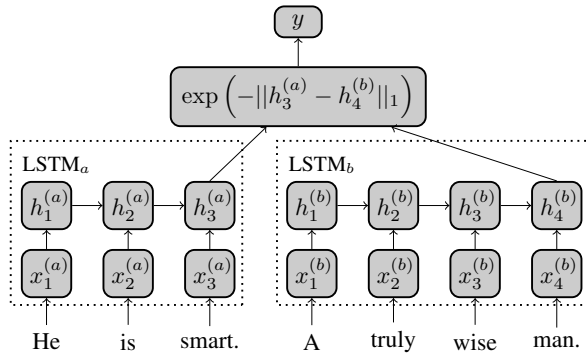 y
exp(-||h_3^{(a)} - h_4^{(b)}||_1)
LSTM_a LSTM_b
h_1^{(a)} h_2^{(a)} h_3^{(a)} h_1^{(b)} h_2^{(b)} h_3^{(b)} h_4^{(b)}
x_1^{(a)} x_2^{(a)} x_3^{(a)} x_1^{(b)} x_2^{(b)} x_3^{(b)} x_4^{(b)}
He is smart. A truly wise man.